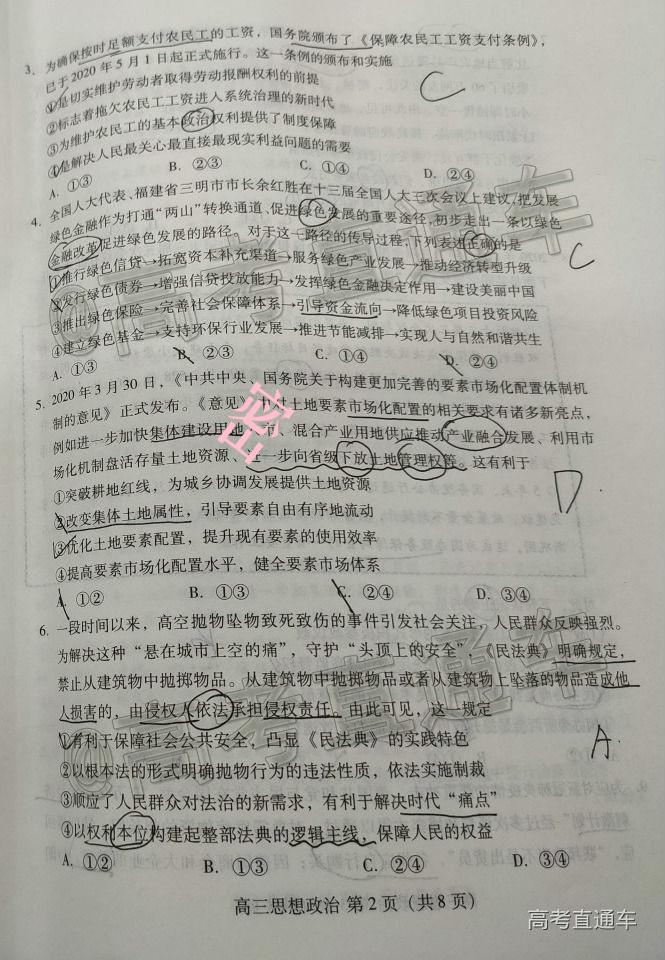 3. 为确保按时足额支付农民工的工资，国务院颁布了《保障农民工工资支付条例》，
已于2020年5月1日起正式施行。这一条例的颁布和实施
①是切实维护劳动者取得劳动报酬权利的前提
②标志着拖欠农民工工资进入系统治理的新时代
③为维护农民工的基本政治权利提供了制度保障
④是解决人民最关心最直接最现实利益问题的需要
A. ①③ B. ②③ C. ①④ D. ②④
C
4. 全国人大代表、福建省三明市市长余红胜在十三届全国人大三次会议上建议，把发展
绿色金融作为打通“两山”转换通道、促进绿色发展的重要途径，初步走出一条以绿色
金融改革促进绿色发展的路径。对于这一路径的传导过程，下列表述正确的是
①推行绿色信贷→拓宽资本补充渠道→服务绿色产业发展→推动经济转型升级
②发行绿色债券→增强信贷投放能力→发挥绿色金融决定作用→建设美丽中国
③推出绿色保险→完善社会保障体系→引导资金流向→降低绿色项目投资风险
④建立绿色基金→支持环保行业发展→推进节能减排→实现人与自然和谐共生
A. ①③ B. ②③ C. ①④ D. ②④
C
5. 2020年3月30日，《中共中央、国务院关于构建更加完善的要素市场化配置体制机
制的意见》正式发布。《意见》中对土地要素市场化配置的相关要求有诸多新亮点，
例如进一步加快集体建设用地入市、混合产业用地供应推动产业融合发展、利用市
场化机制盘活存量土地资源、进一步向省级下放土地管理权等。这有利于
①突破耕地红线，为城乡协调发展提供土地资源
②改变集体土地属性，引导要素自由有序地流动
③优化土地要素配置，提升现有要素的使用效率
④提高要素市场化配置水平，健全要素市场体系
A. ①② B. ①③ C. ②④ D. ③④
D
6. 一段时间以来，高空抛物坠物致死致伤的事件引发社会关注，人民群众反映强烈。
为解决这种“悬在城市上空的痛”，守护“头顶上的安全”，《民法典》明确规定，
禁止从建筑物中抛掷物品。从建筑物中抛掷物品或者从建筑物上坠落的物品造成他
人损害的，由侵权人依法承担侵权责任。由此可见，这一规定
①有利于保障社会公共安全，凸显《民法典》的实践特色
②以根本法的形式明确抛物行为的违法性质，依法实施制裁
③顺应了人民群众对法治的新需求，有利于解决时代“痛点”
④以权利本位构建起整部法典的逻辑主线，保障人民的权益
A. ①② B. ①③ C. ②④ D. ③④
A.
高三思想政治 第2页（共8页）
密
@高考直通车
@高考直通车
高考直通车